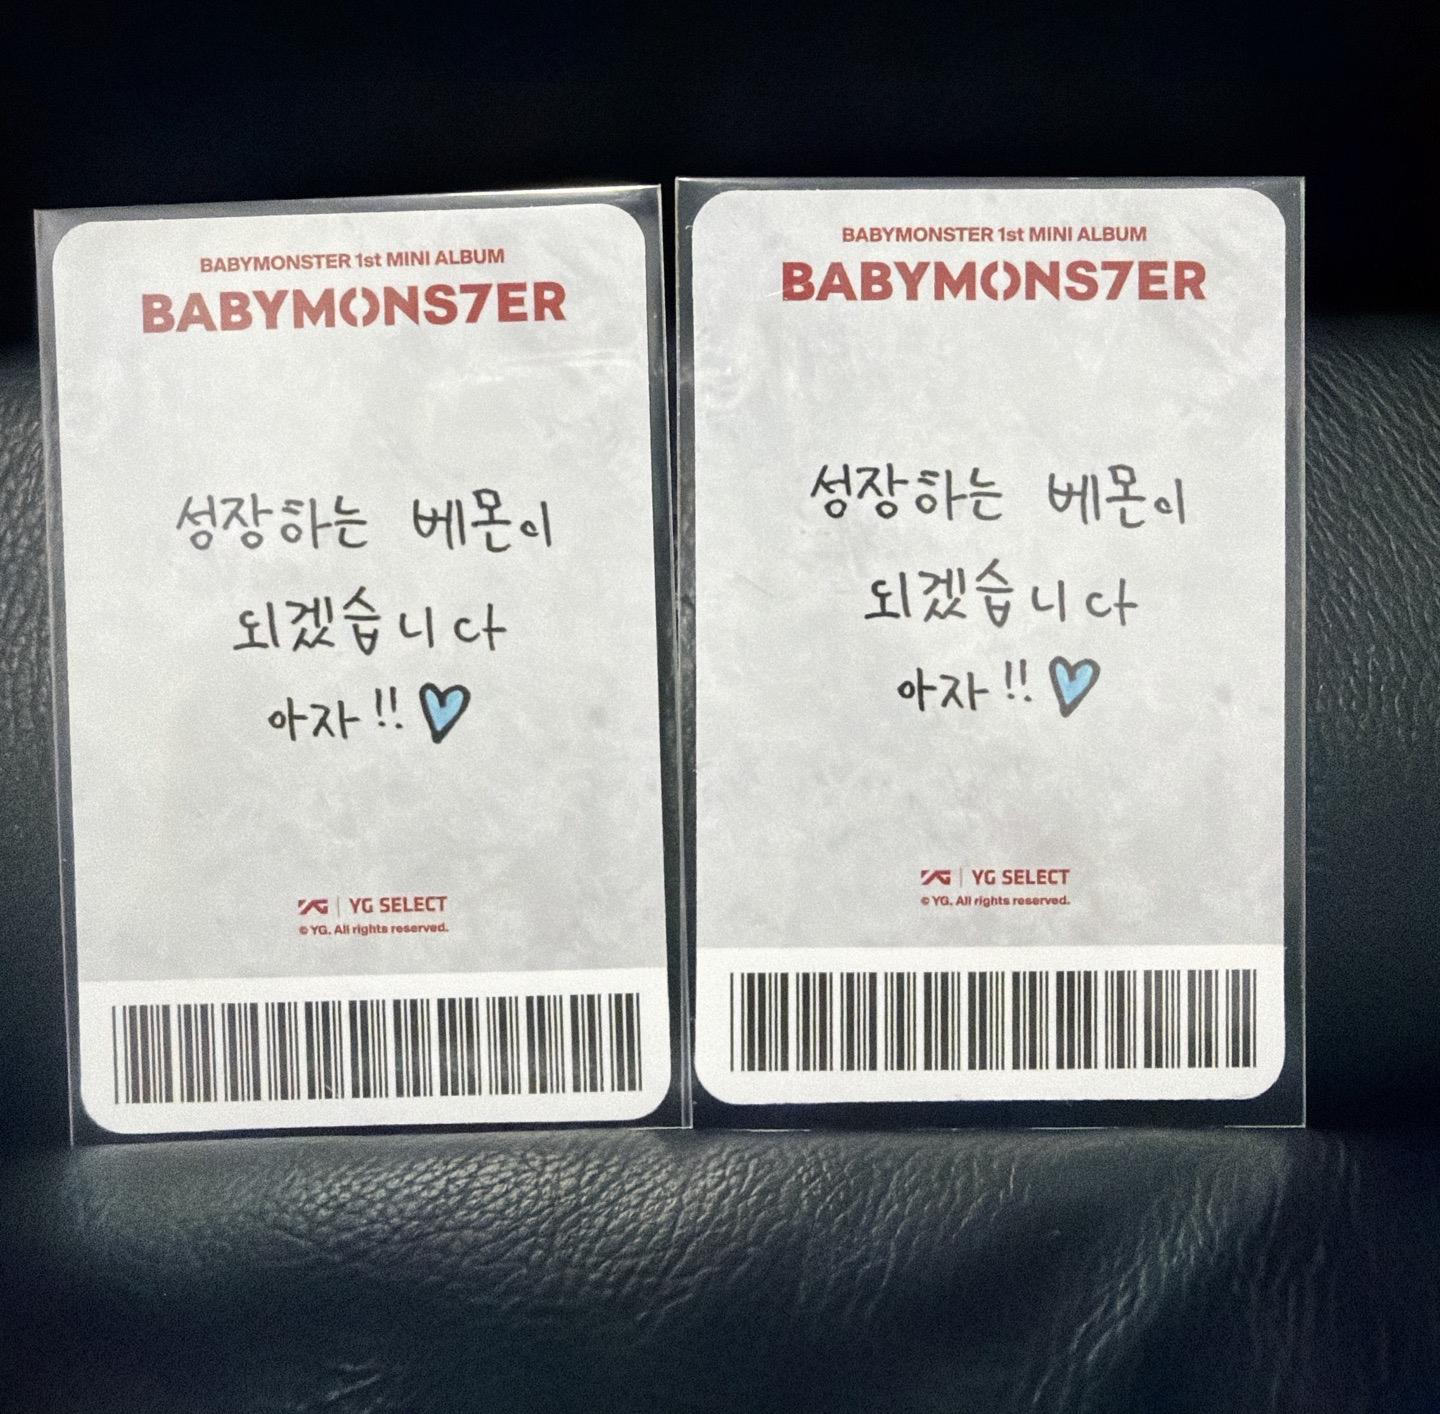 BABYMONSTER 1st MINI ALBUM
BABYMONS7ER
성장하는 베몬이
되겠습니다
아자!!
YG | YG SELECT
© YG. All rights reserved.
BABYMONSTER 1st MINI ALBUM
BABYMONS7ER
성장하는 베몬이
되겠습니다
아자!!
YG | YG SELECT
© YG. All rights reserved.